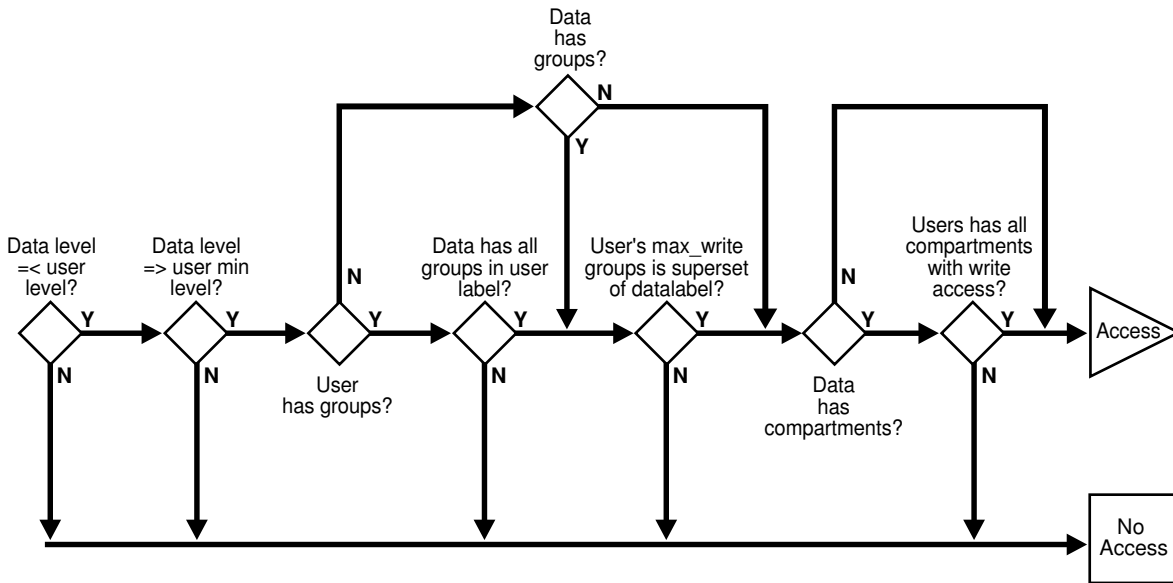 Data
has
groups?
N
Y
Data level
=< user
level?
Y
N
Data level
=> user min
level?
Y
N
N
Y
User
has groups?
Data has all
groups in user
label?
Y
N
User's max_write
groups is superset
of datalabel?
Y
N
N
Y
Data
has
compartments?
Users has all
compartments
with write
access?
Y
N
Access
No
Access